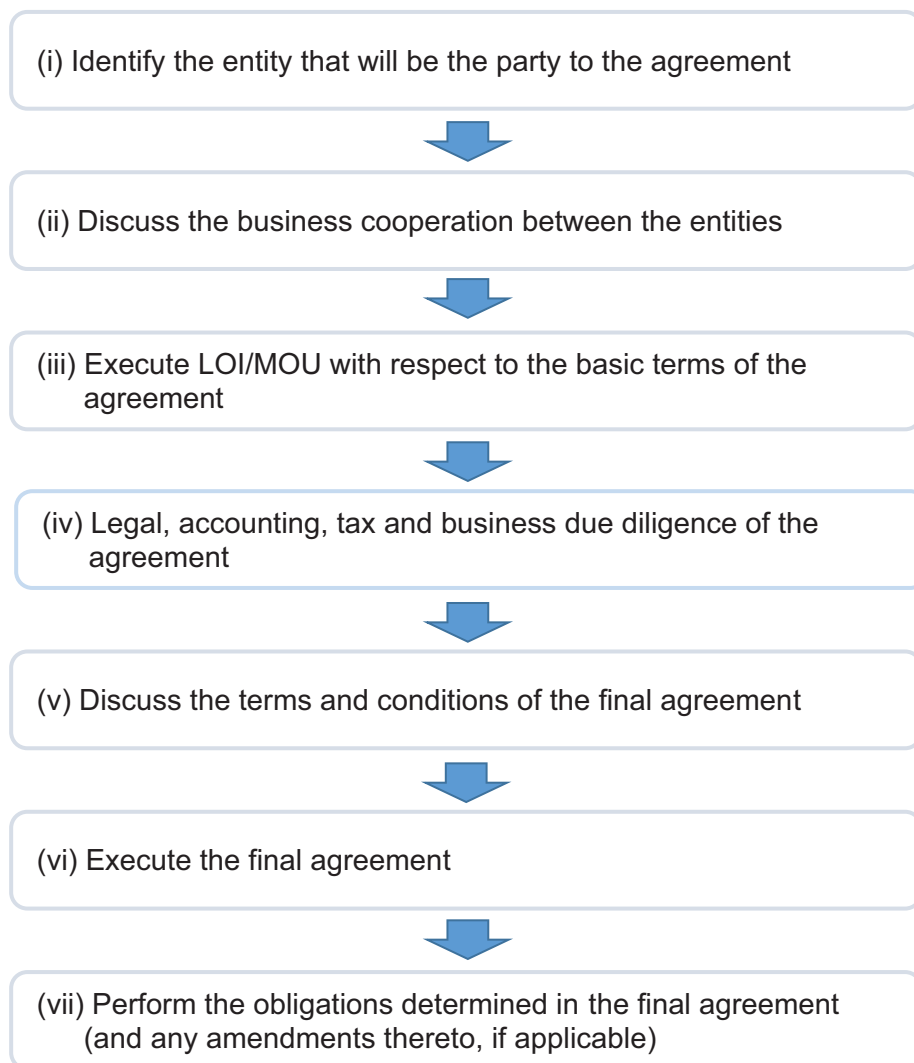 (i) Identify the entity that will be the party to the agreement
(ii) Discuss the business cooperation between the entities
(iii) Execute LOI/MOU with respect to the basic terms of the
agreement
(iv) Legal, accounting, tax and business due diligence of the
agreement
(v) Discuss the terms and conditions of the final agreement
(vi) Execute the final agreement
(vii) Perform the obligations determined in the final agreement
(and any amendments thereto, if applicable)